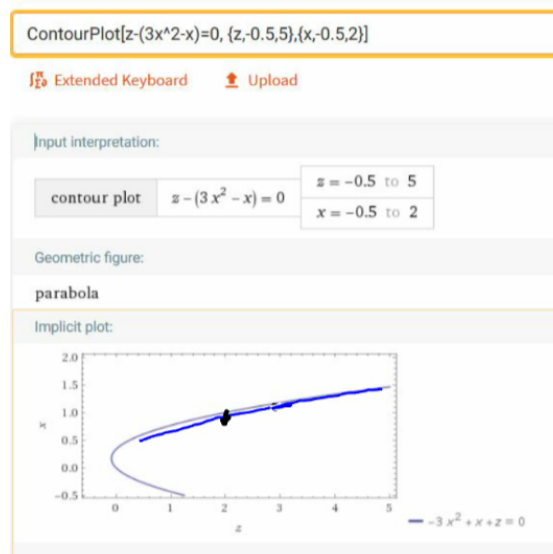 ContourPlot[z-(3x^2-x)=0, {z,-0.5,5},{x,-0.5,2}]
Extended Keyboard Upload
Input interpretation:
contour plot z - (3 x² - x) = 0 z = -0.5 to 5
x = -0.5 to 2
Geometric figure:
parabola
Implicit plot:
2.0
1.5
1.0
x
0.5
0.0
-0.5
0 1 2 3 4 5
z
-3 x² + x + z = 0